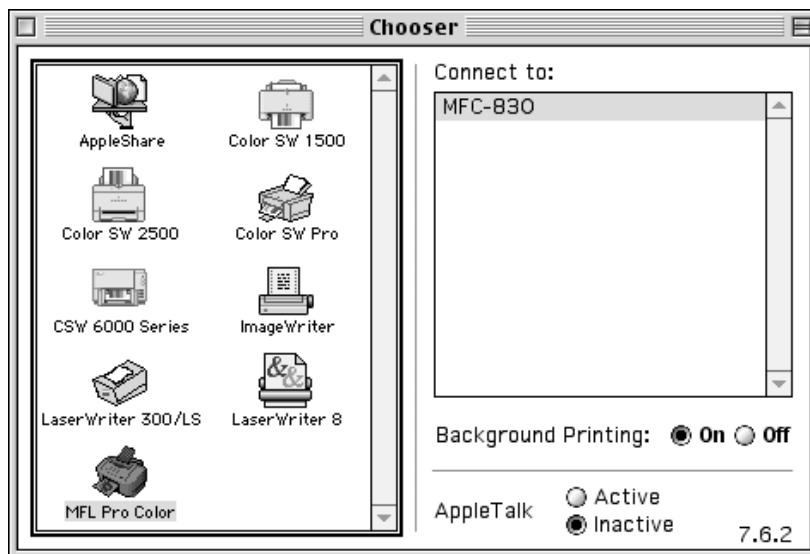 Chooser
AppleShare
Color SW 1500
Color SW 2500
Color SW Pro
CSW 6000 Series
ImageWriter
LaserWriter 300/LS
&&
LaserWriter 8
MFL Pro Color
Connect to:
MFC-830
Background Printing: On Off
AppleTalk
Active
Inactive
7.6.2